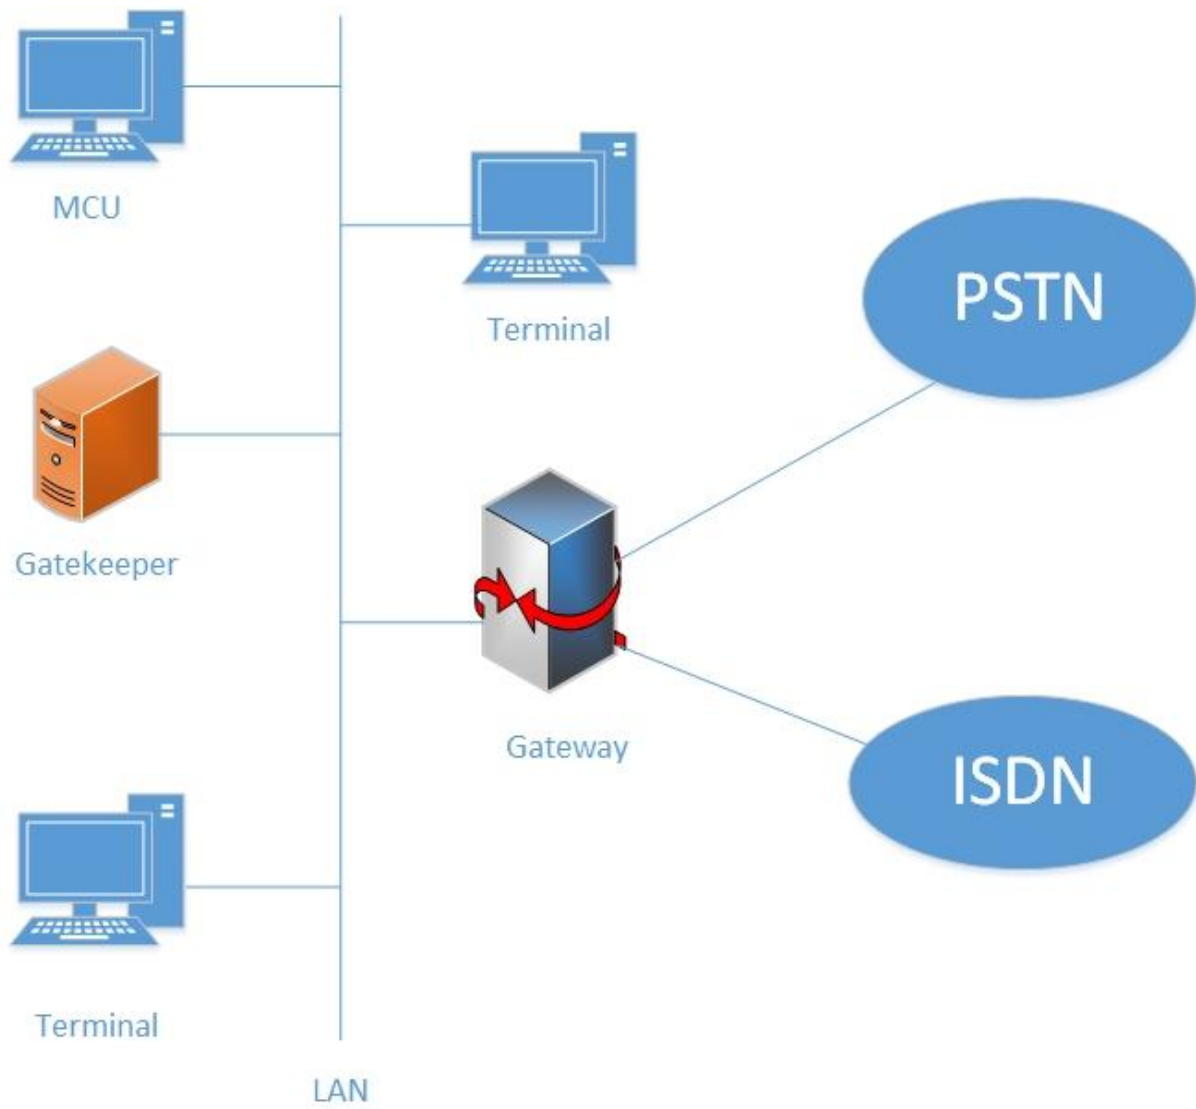 MCU
Terminal
PSTN
Gatekeeper
Gateway
ISDN
Terminal
LAN